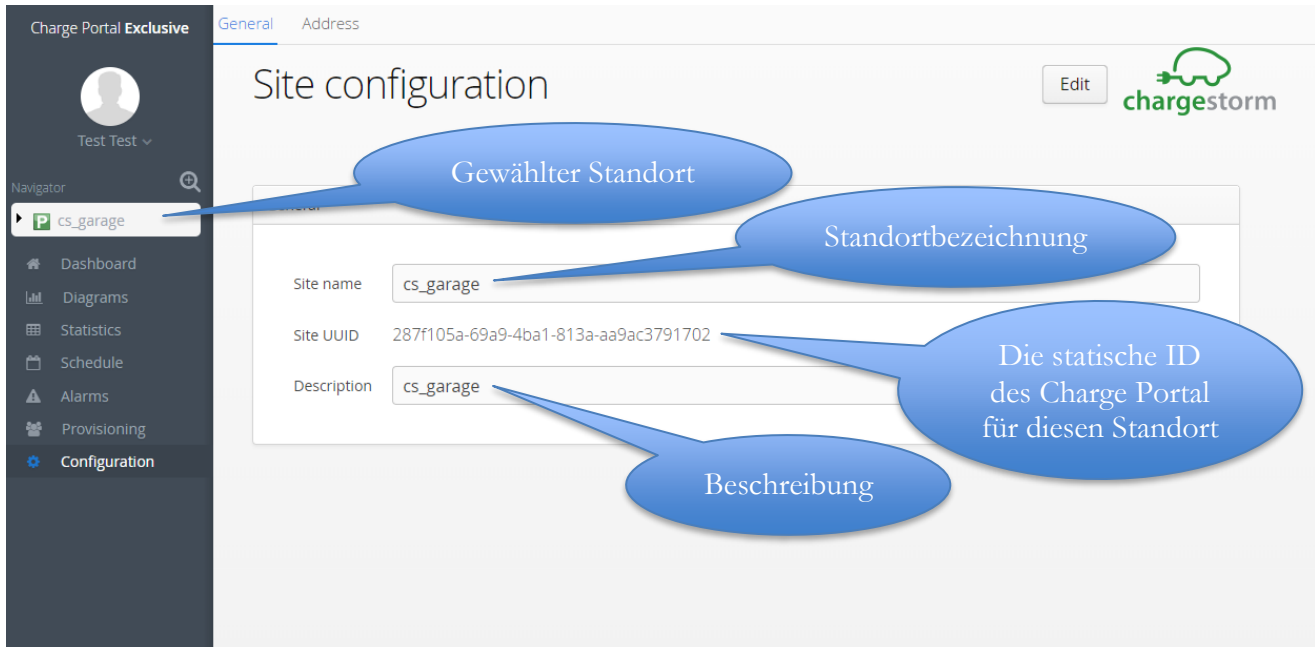 Charge Portal Exclusive
General Address
Site configuration
Edit
chargestorm
Test Test
Navigator
cs_garage
Dashboard
Diagrams
Statistics
Schedule
Alarms
Provisioning
Configuration
Gewählter Standort
Standortbezeichnung
Site name cs_garage
Site UUID 287f105a-69a9-4ba1-813a-aa9ac3791702
Die statische ID
des Charge Portal
für diesen Standort
Description cs_garage
Beschreibung